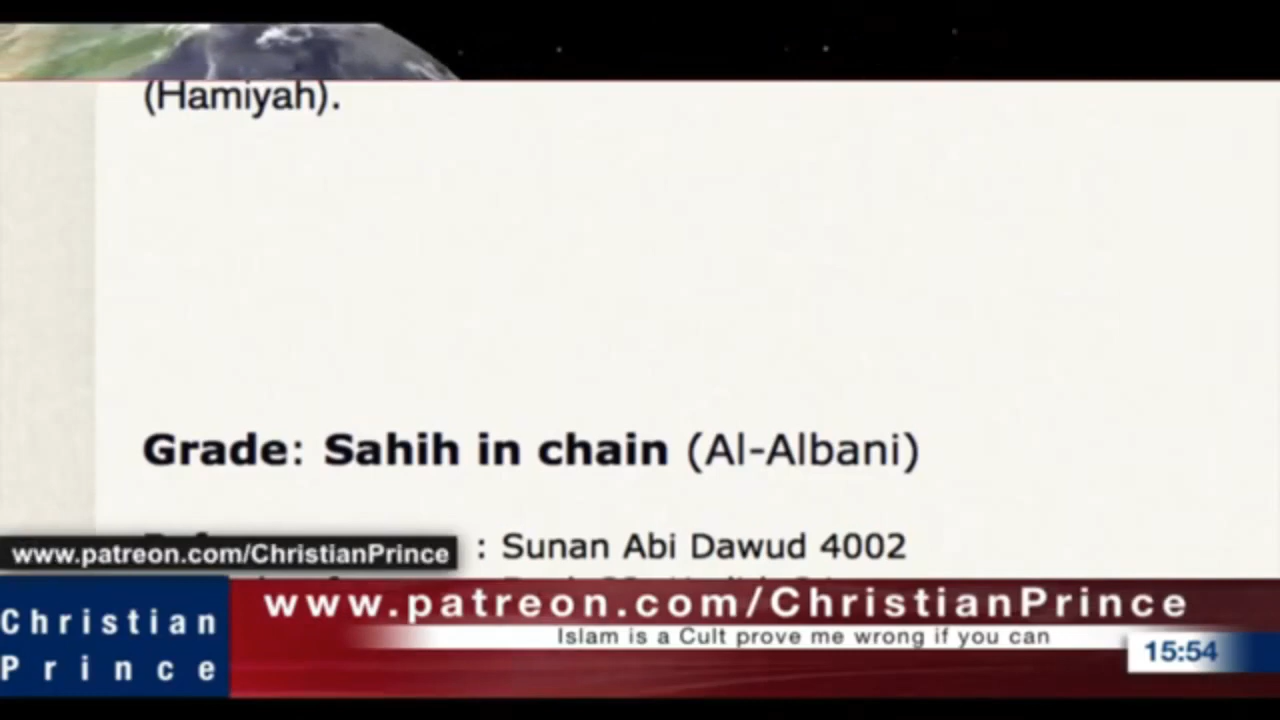 (Hamiyah).
Grade: Sahih in chain (Al-Albani)
: Sunan Abi Dawud 4002
www.patreon.com/ChristianPrince
Christian
Prince
www.patreon.com/ChristianPrince
Islam is a Cult prove me wrong if you can
15:54